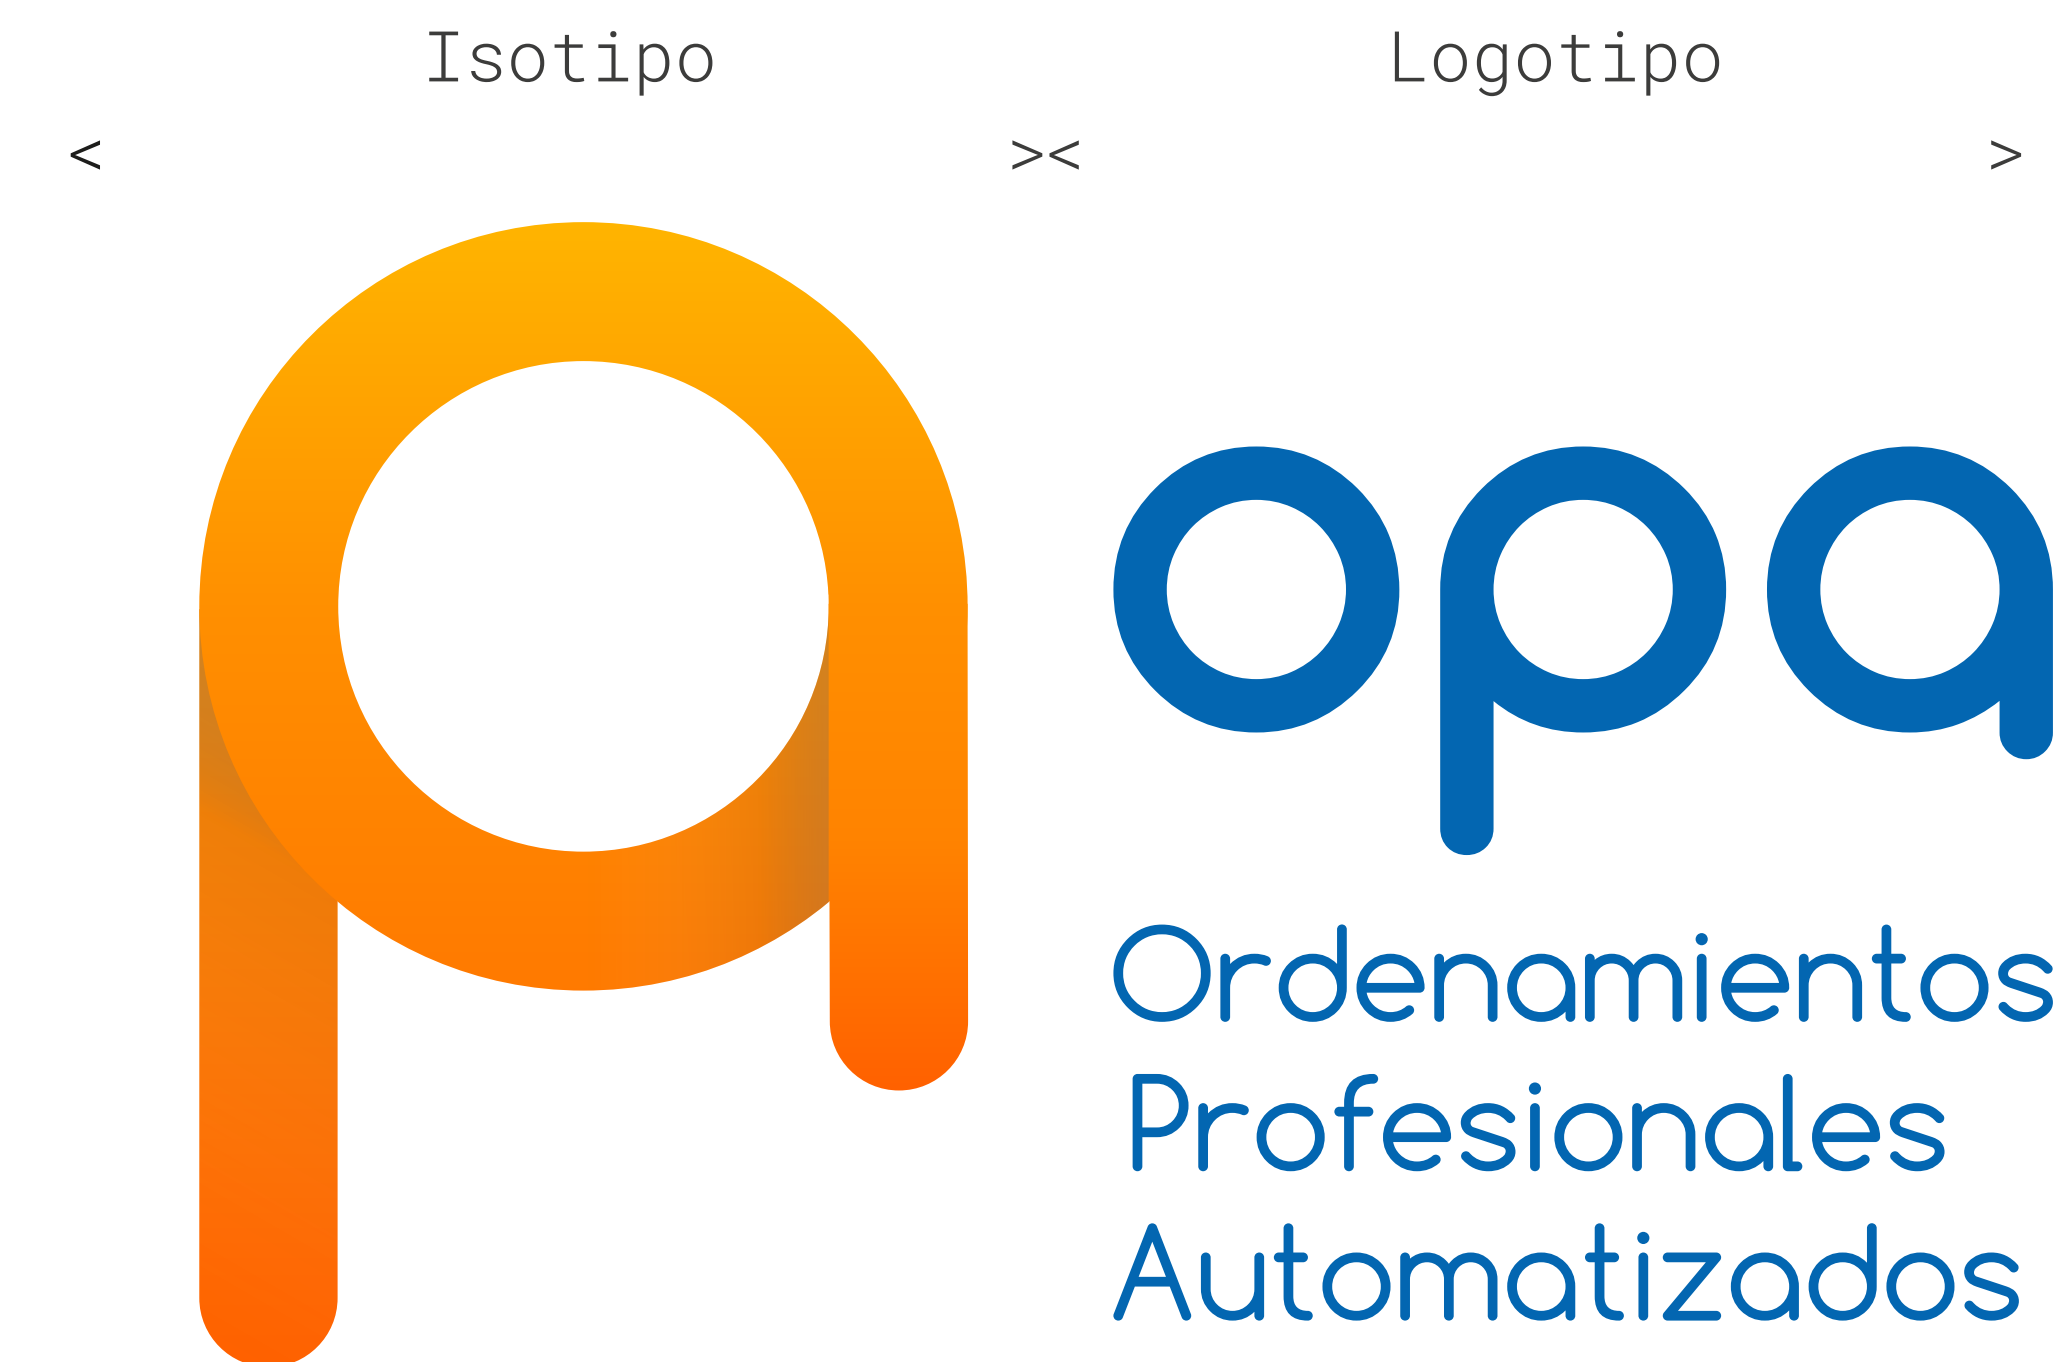 Isotipo
Logotipo
< >< >
opa
Ordenamientos
Profesionales
Automatizados